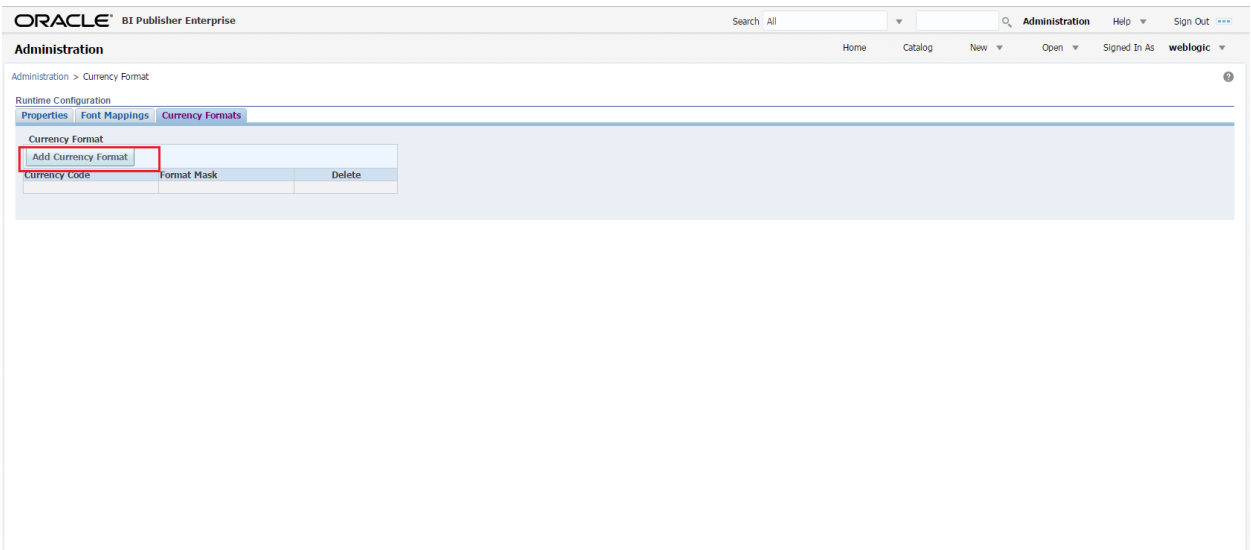 ORACLE BI Publisher Enterprise Search All Administration Help Sign Out
Administration Home Catalog New Open Signed In As weblogic
Administration > Currency Format
Runtime Configuration
Properties Font Mappings Currency Formats
Currency Format
Add Currency Format
Currency Code Format Mask Delete